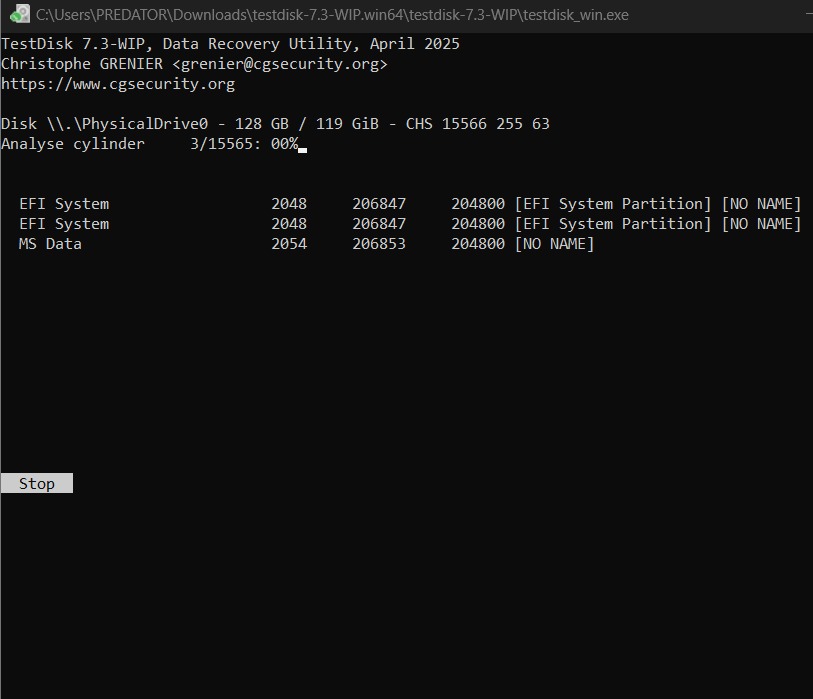 C:\Users\PREDATOR\Downloads\testdisk-7.3-WIP.win64\testdisk-7.3-WIP\testdisk_win.exe
TestDisk 7.3-WIP, Data Recovery Utility, April 2025
Christophe GRENIER <grenier@cgsecurity.org>
https://www.cgsecurity.org
Disk \\.\PhysicalDrive0 - 128 GB / 119 GiB - CHS 15566 255 63
Analyse cylinder     3/15565: 00%
EFI System                  2048     206847     204800 [EFI System Partition] [NO NAME]
EFI System                  2048     206847     204800 [EFI System Partition] [NO NAME]
MS Data                     2054     206853     204800 [NO NAME]
Stop